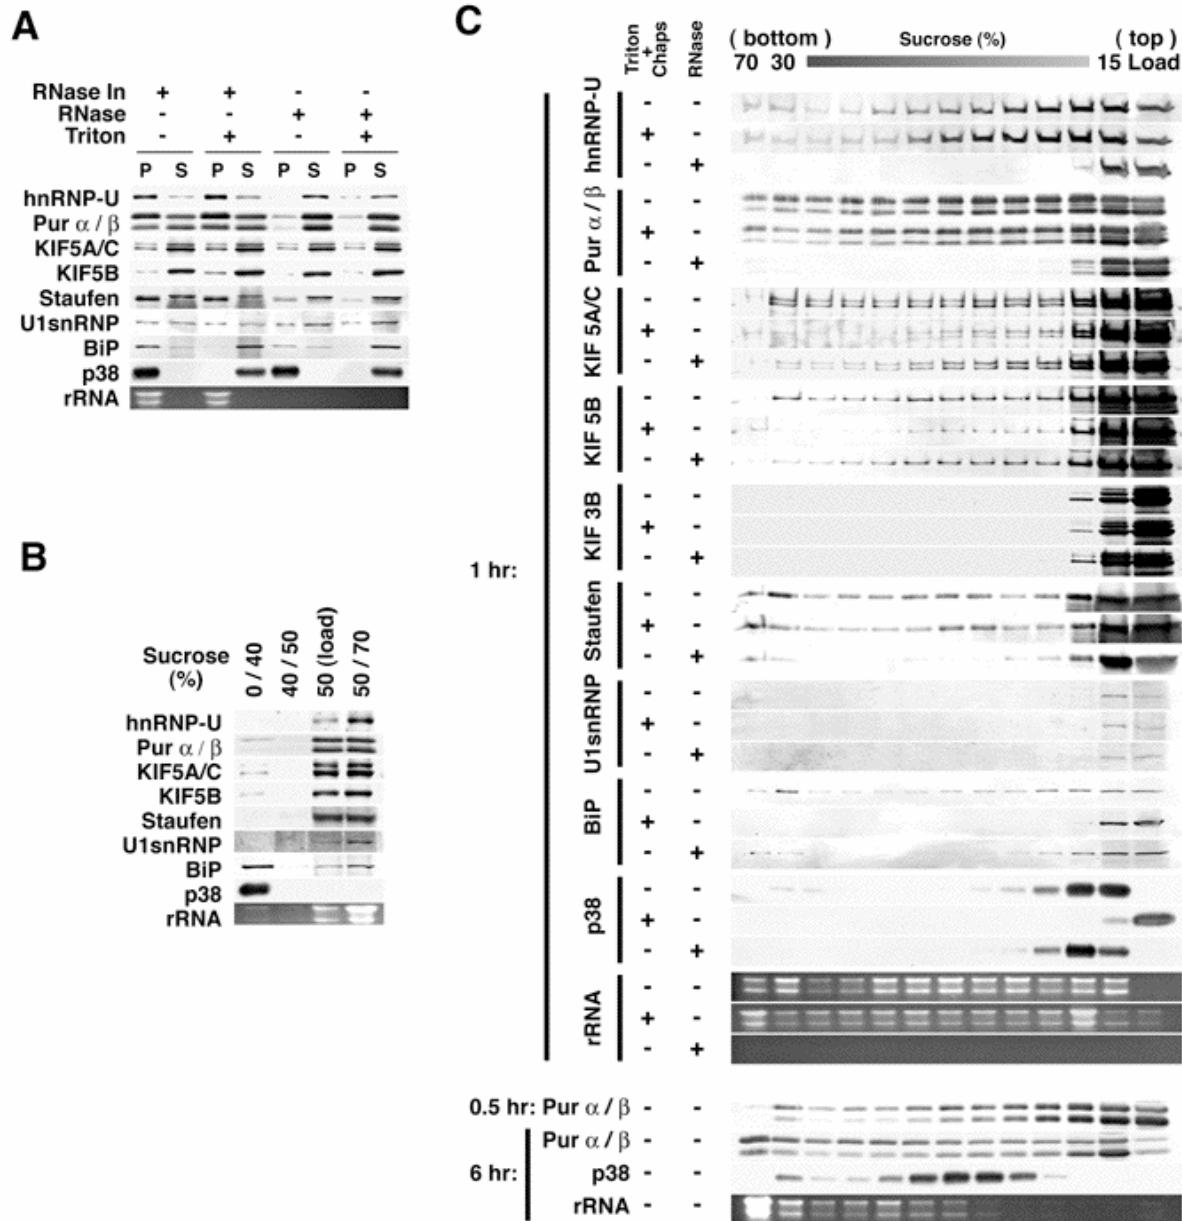 A
RNase In + + - -
RNase - - + +
Triton - + - +
P S P S P S P S
hnRNP-U
Pur α / β
KIF5A/C
KIF5B
Staufen
U1snRNP
BiP
p38
rRNA
B
Sucrose (%) 0 / 40 40 / 50 50 (load) 50 / 70
hnRNP-U
Pur α / β
KIF5A/C
KIF5B
Staufen
U1snRNP
BiP
p38
rRNA
C
Triton + Chaps RNase ( bottom ) Sucrose (%) ( top )
70 30 15 Load
1 hr:
hnRNP-U
- -
+ -
- +
Pur α / β
- -
+ -
- +
KIF 5A/C
- -
+ -
- +
KIF 5B
- -
+ -
- +
KIF 3B
- -
+ -
- +
Staufen
- -
+ -
- +
U1snRNP
- -
+ -
- +
BiP
- -
+ -
- +
p38
- -
+ -
- +
rRNA
- -
+ -
- +
0.5 hr: Pur α / β - -
6 hr:
Pur α / β - -
p38 - -
rRNA - -